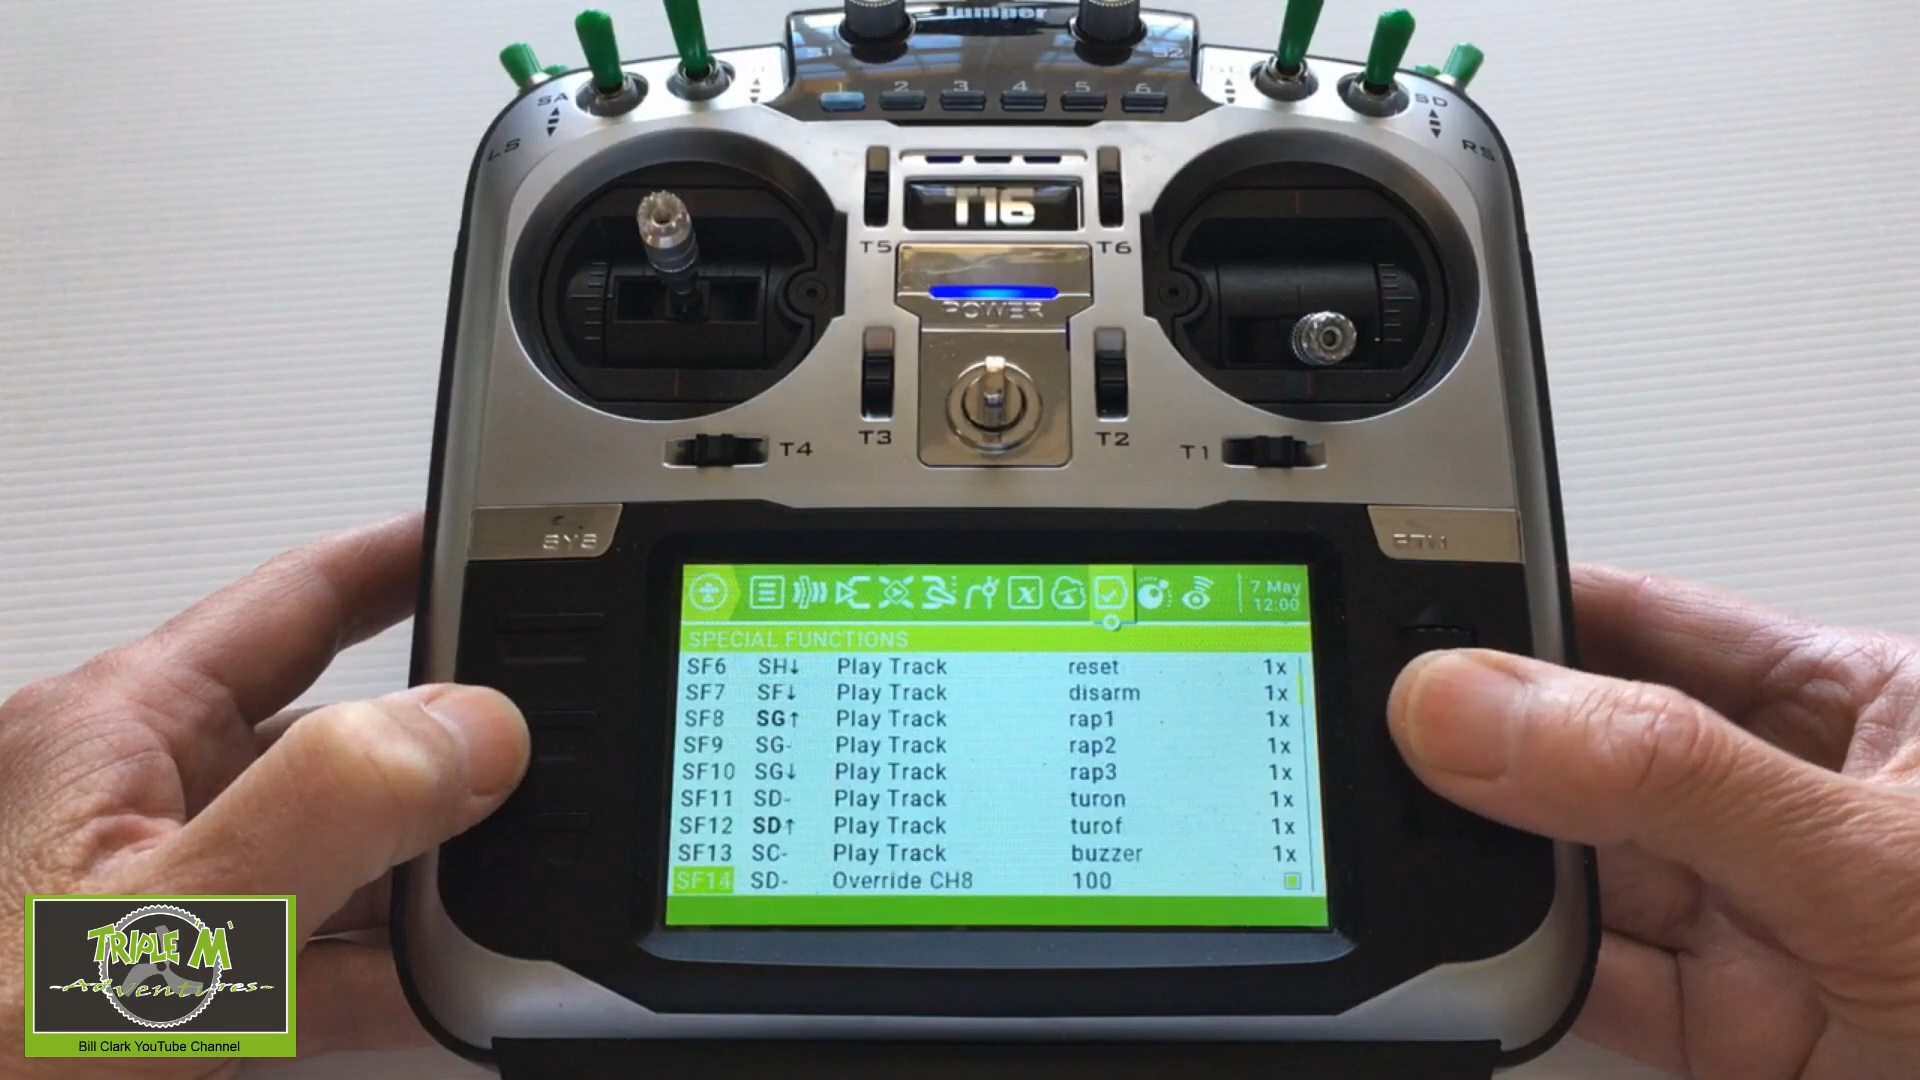 Jumper
S1
S2
1 2 3 4 5 6
SA
SD
LS
RS
T16
T5
T6
POWER
T3
T2
T4
T1
SYS
RTN
7 May
12:00
SPECIAL FUNCTIONS
SF6 SH↓ Play Track reset 1x
SF7 SF↓ Play Track disarm 1x
SF8 SG↑ Play Track rap1 1x
SF9 SG- Play Track rap2 1x
SF10 SG↓ Play Track rap3 1x
SF11 SD- Play Track turon 1x
SF12 SD↑ Play Track turof 1x
SF13 SC- Play Track buzzer 1x
SF14 SD- Override CH8 100
TRIPLE M
-Adventures-
Bill Clark YouTube Channel